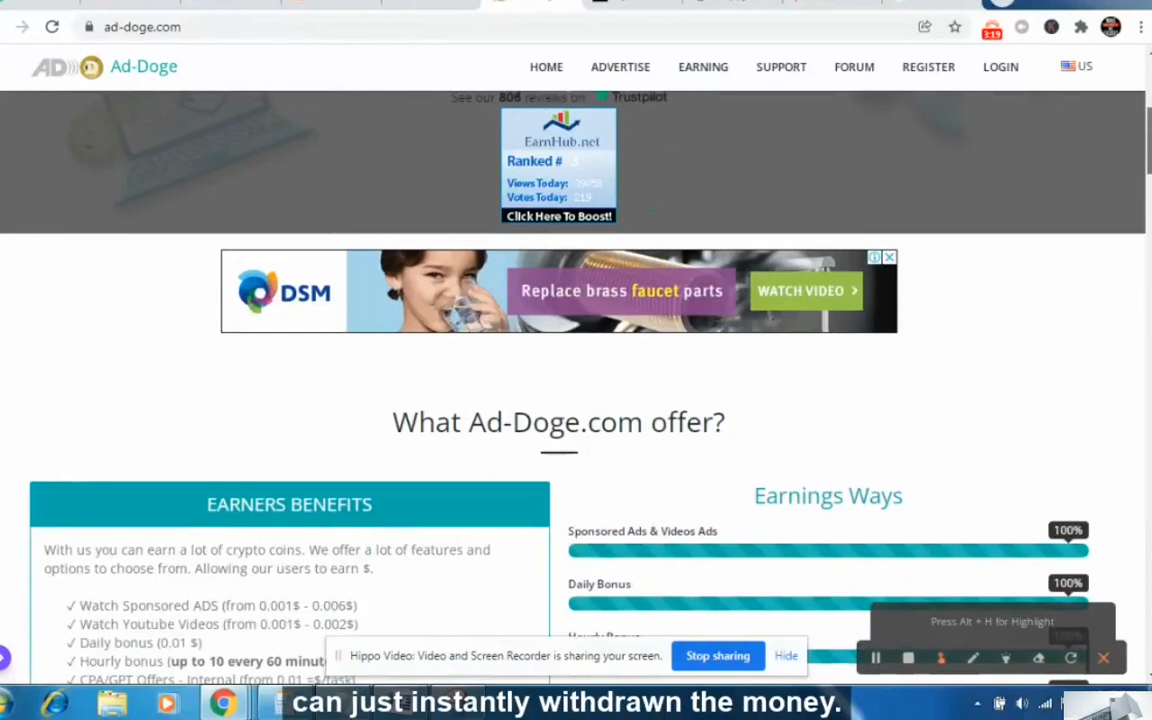 ad-doge.com
3:19
AD Ad-Doge
HOME ADVERTISE EARNING SUPPORT FORUM REGISTER LOGIN US
See our 806 reviews on Trustpilot
EarnHub.net
Ranked # 3
Views Today:
Votes Today: 219
Click Here To Boost!
DSM
Replace brass faucet parts
WATCH VIDEO >
What Ad-Doge.com offer?
EARNERS BENEFITS
With us you can earn a lot of crypto coins. We offer a lot of features and
options to choose from. Allowing our users to earn $.
✓ Watch Sponsored ADS (from 0.001$ - 0.006$)
✓ Watch Youtube Videos (from 0.001$ - 0.002$)
✓ Daily bonus (0.01 $)
✓ Hourly bonus (up to 10 every 60 minut
✓ CPA/GPT Offers - Internal (from 0.01 =$/task)
Earnings Ways
Sponsored Ads & Videos Ads 100%
Daily Bonus 100%
Hourly Bonus
Press Alt + H for Highlight
Hippo Video: Video and Screen Recorder is sharing your screen. Stop sharing Hide
can just instantly withdrawn the money.